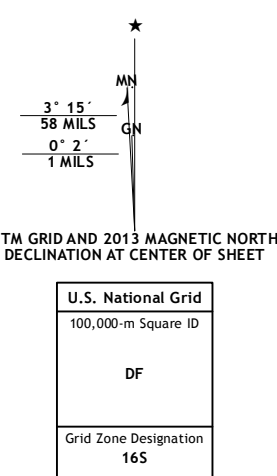 MN
3° 15´
58 MILS
GN
0° 2´
1 MILS
TM GRID AND 2013 MAGNETIC NORTH
DECLINATION AT CENTER OF SHEET
U.S. National Grid
100,000-m Square ID
DF
Grid Zone Designation
16S